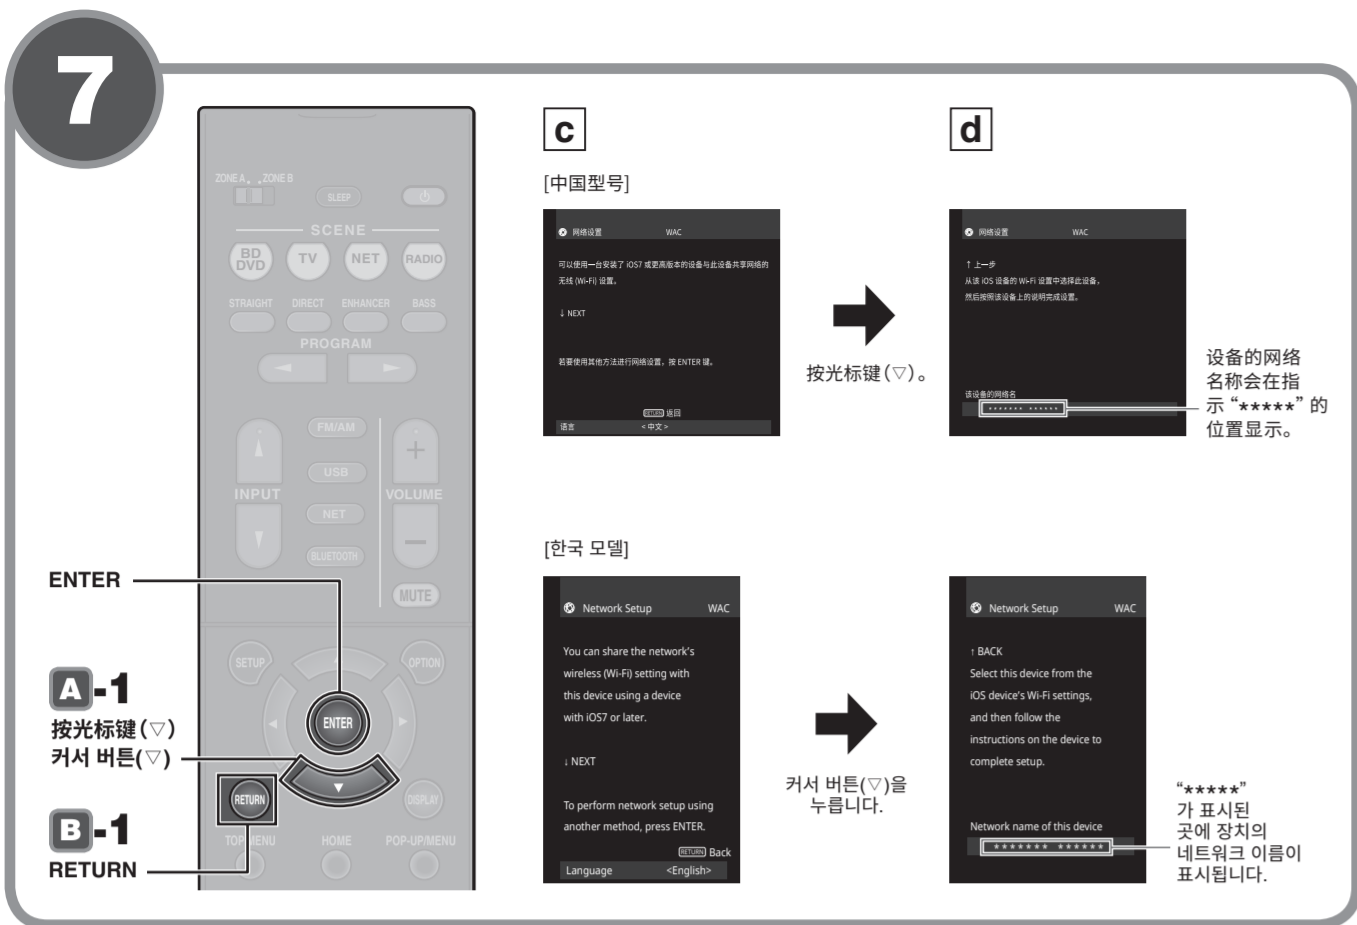 7
ZONE A
ZONE B
SLEEP
SCENE
BD
DVD
TV
NET
RADIO
STRAIGHT
DIRECT
ENHANCER
BASS
PROGRAM
FM/AM
USB
INPUT
VOLUME
NET
BLUETOOTH
MUTE
ENTER
SETUP
OPTION
ENTER
A-1
按光标键(▽)
커서 버튼(▽)
RETURN
DISPLAY
B-1
RETURN
TOP MENU
HOME
POP-UP/MENU
c
[中国型号]
网络设置 WAC
可以使用一台安装了 iOS7 或更高版本的设备与此设备共享网络的
无线 (Wi-Fi) 设置。
↓ NEXT
若要使用其他方法进行网络设置，按 ENTER 键。
RETURN 返回
语言 <中文>
按光标键(▽)。
d
网络设置 WAC
↑ 上一步
从该 iOS 设备的 Wi-Fi 设置中选择此设备，
然后按照该设备上的说明完成设置。
该设备的网络名
******* ******
设备的网络
名称会在指
示“*****”的
位置显示。
[한국 모델]
Network Setup WAC
You can share the network's
wireless (Wi-Fi) setting with
this device using a device
with iOS7 or later.
↓ NEXT
To perform network setup using
another method, press ENTER.
RETURN Back
Language <English>
커서 버튼(▽)을
누릅니다.
Network Setup WAC
↑ BACK
Select this device from the
iOS device's Wi-Fi settings,
and then follow the
instructions on the device to
complete setup.
Network name of this device
******* ******
“*****”
가 표시된
곳에 장치의
네트워크 이름이
표시됩니다.